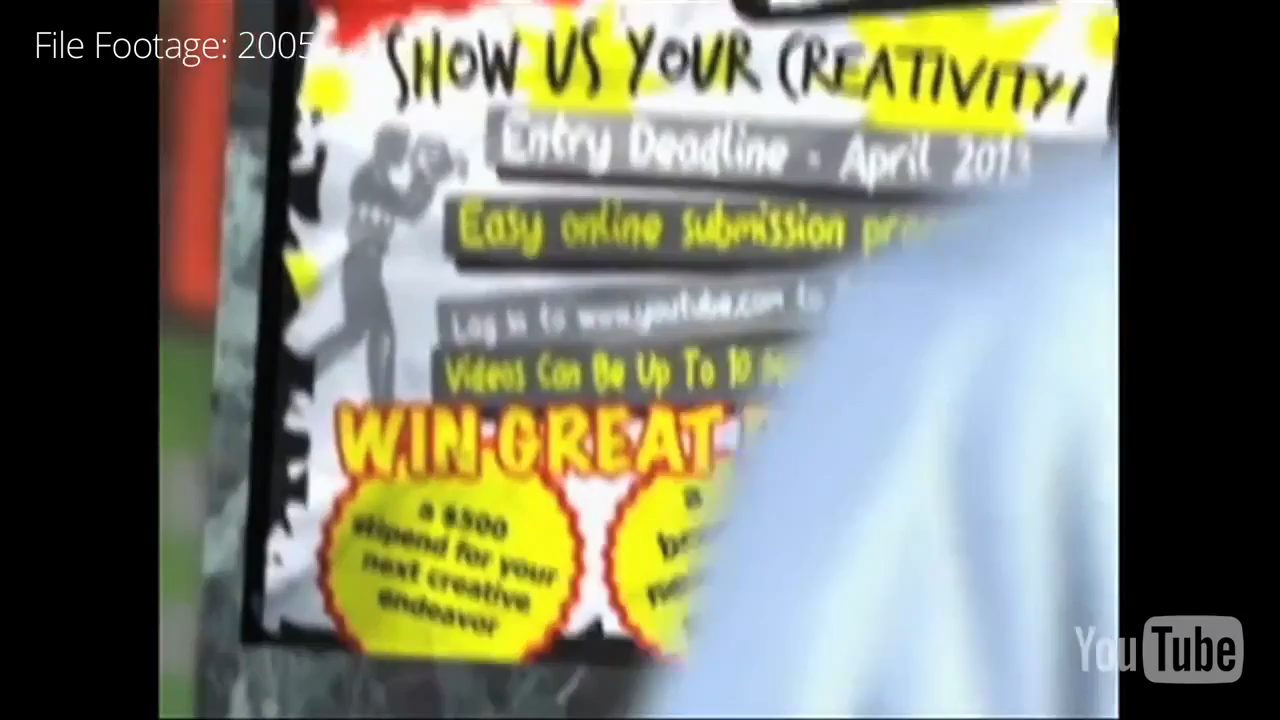 File Footage: 2005
SHOW US YOUR CREATIVITY!
Entry Deadline - April 2013
Easy online submission
Log in to www.youtube.com to
Videos Can Be Up To 10
WIN GREAT
a $500
stipend for your
next creative
endeavor
a
YouTube